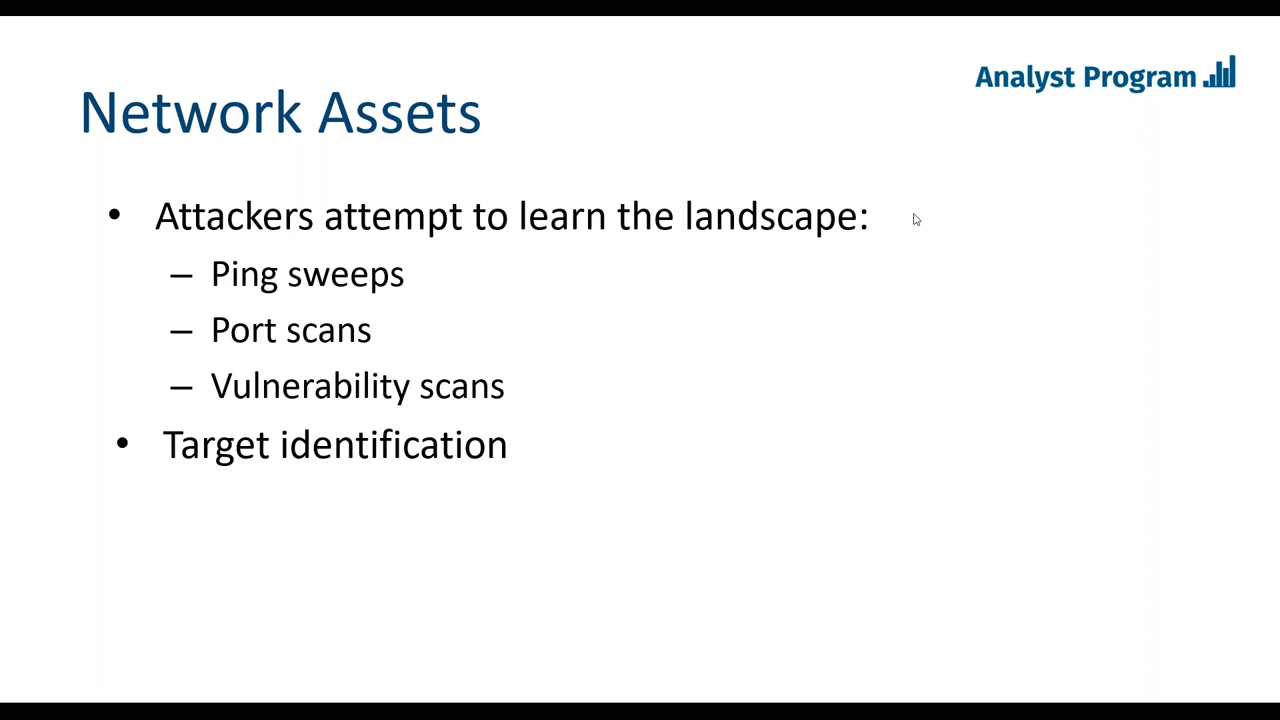 Analyst Program
Network Assets
• Attackers attempt to learn the landscape:
– Ping sweeps
– Port scans
– Vulnerability scans
• Target identification